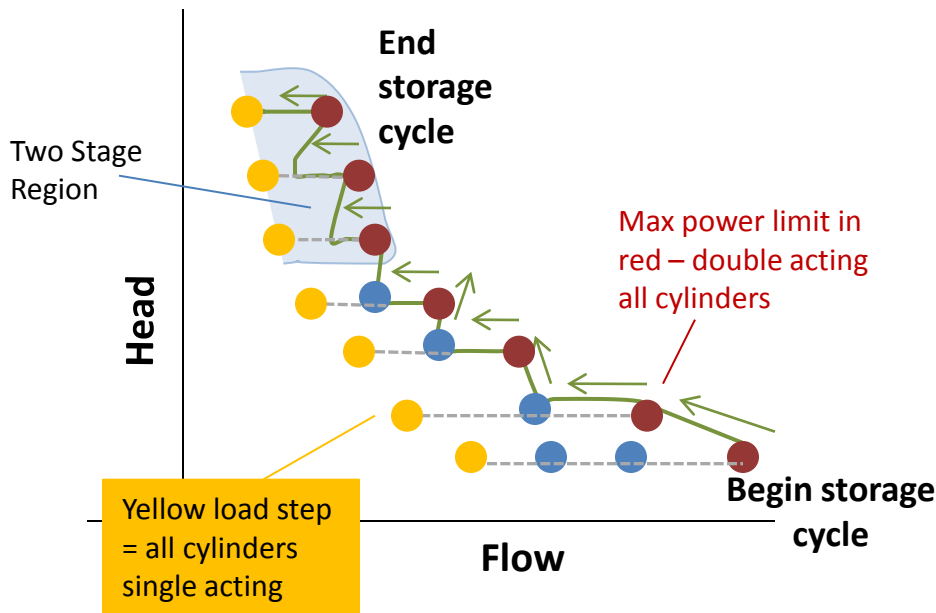 End
storage
cycle
Two Stage
Region
Max power limit in
red – double acting
all cylinders
Head
Yellow load step
= all cylinders
single acting
Begin storage
cycle
Flow